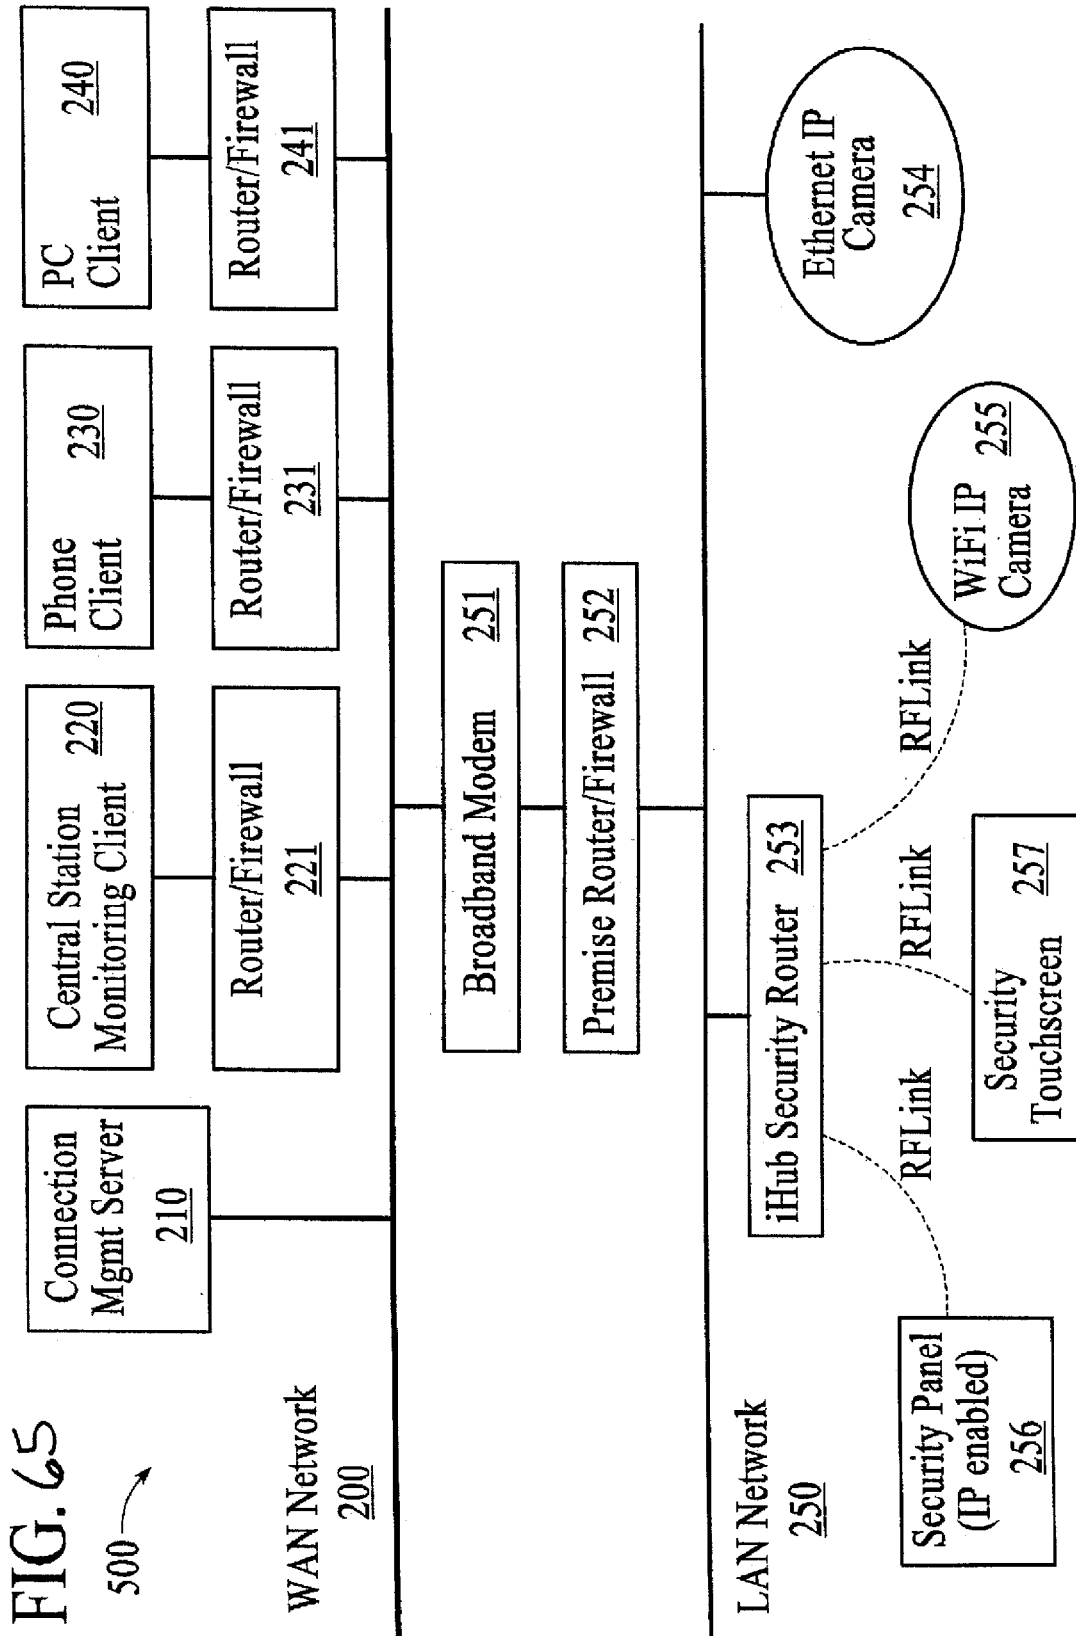 FIG. 65
500
Connection
Mgmt Server
210
Central Station
Monitoring Client
220
Phone
Client
230
PC
Client
240
Router/Firewall
221
Router/Firewall
231
Router/Firewall
241
WAN Network
200
Broadband Modem 251
Premise Router/Firewall 252
LAN Network
250
iHub Security Router 253
Ethernet IP
Camera
254
RFLink
RFLink
RFLink
Security Panel
(IP enabled)
256
Security
Touchscreen
257
WiFi IP
Camera
255